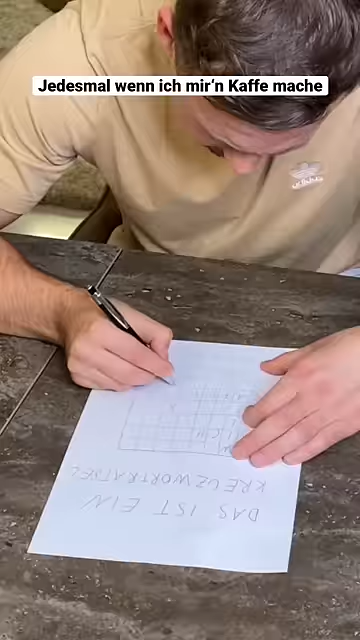 Jedesmal wenn ich mir'n Kaffe mache
DAS IST EIN
KREUZWORTRÄTSEL